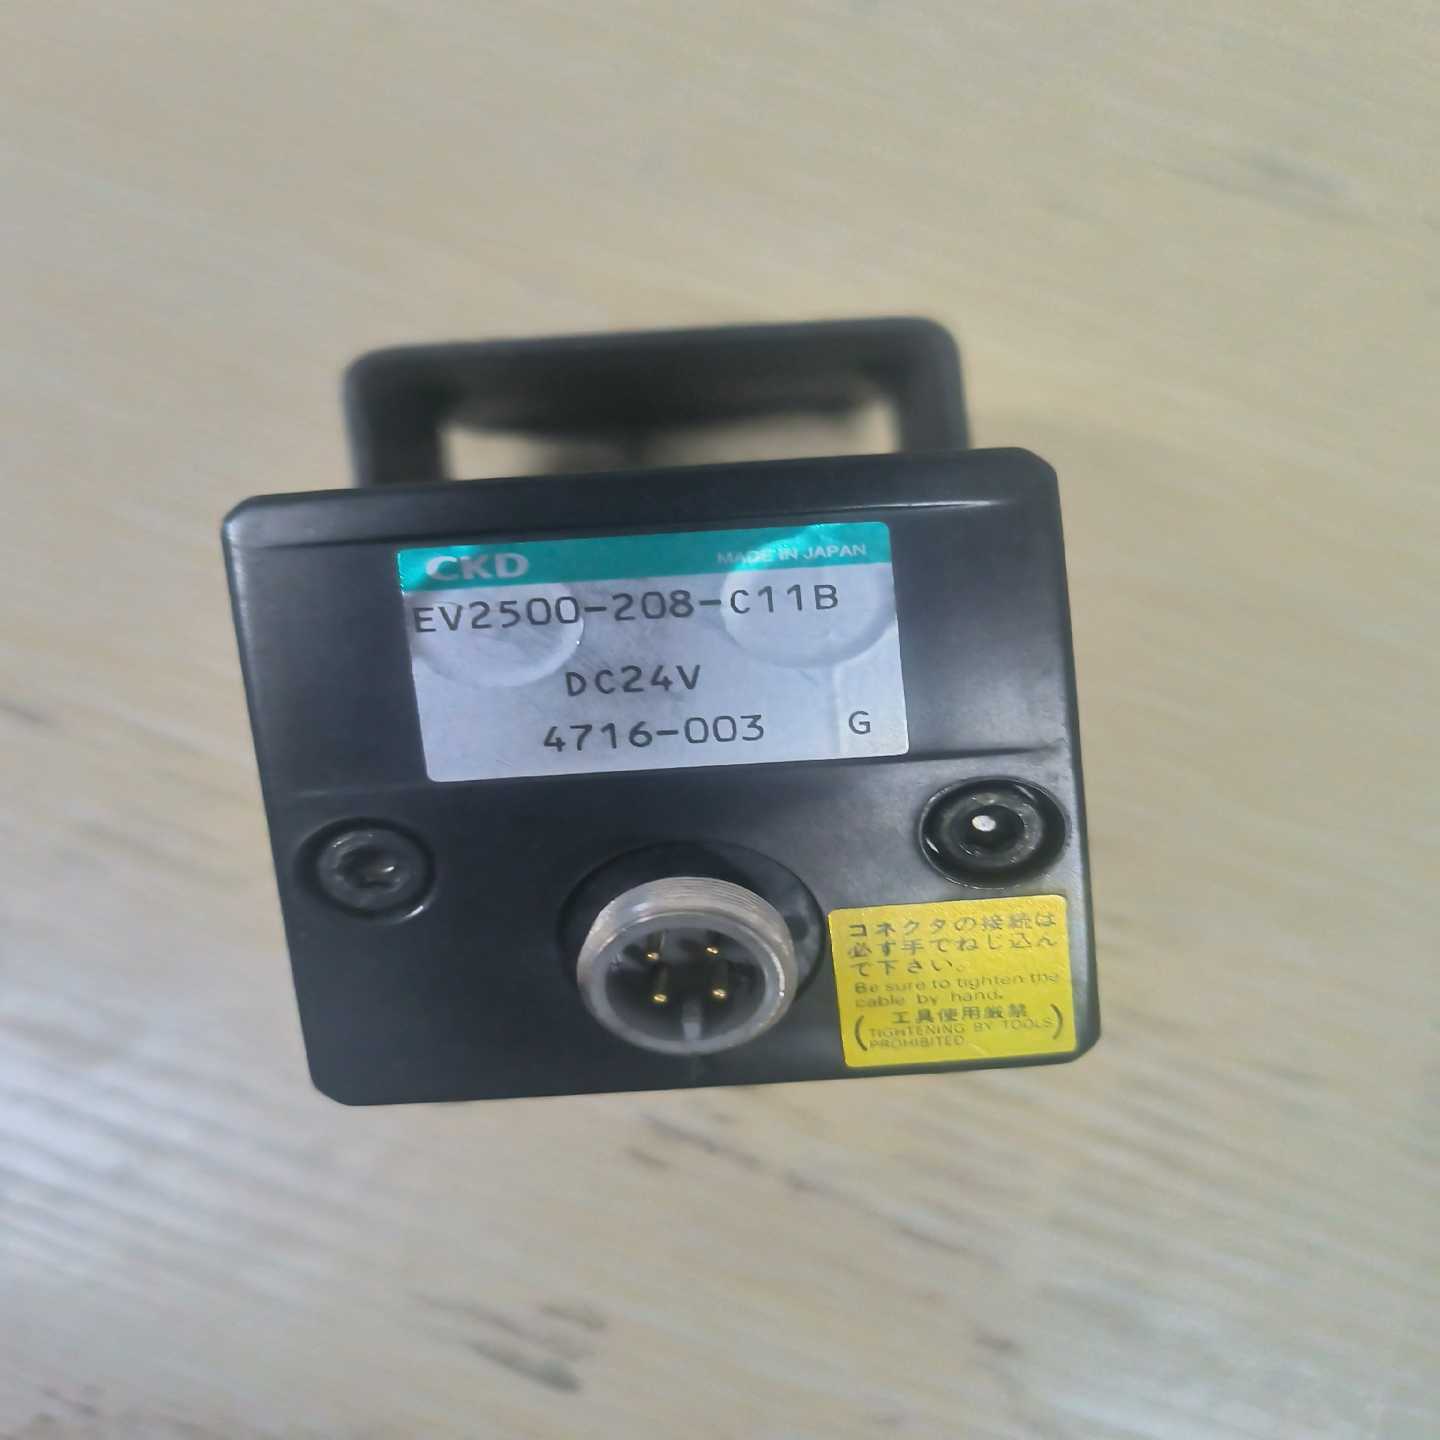 CKD MADE IN JAPAN
EV2500-208-C11B
DC24V
4716-003 G
コネクタの接続は
必ず手でねじ込ん
で下さい。
Be sure to tighten the
cable by hand.
(工具使用厳禁
TIGHTENING BY TOOLS
PROHIBITED)